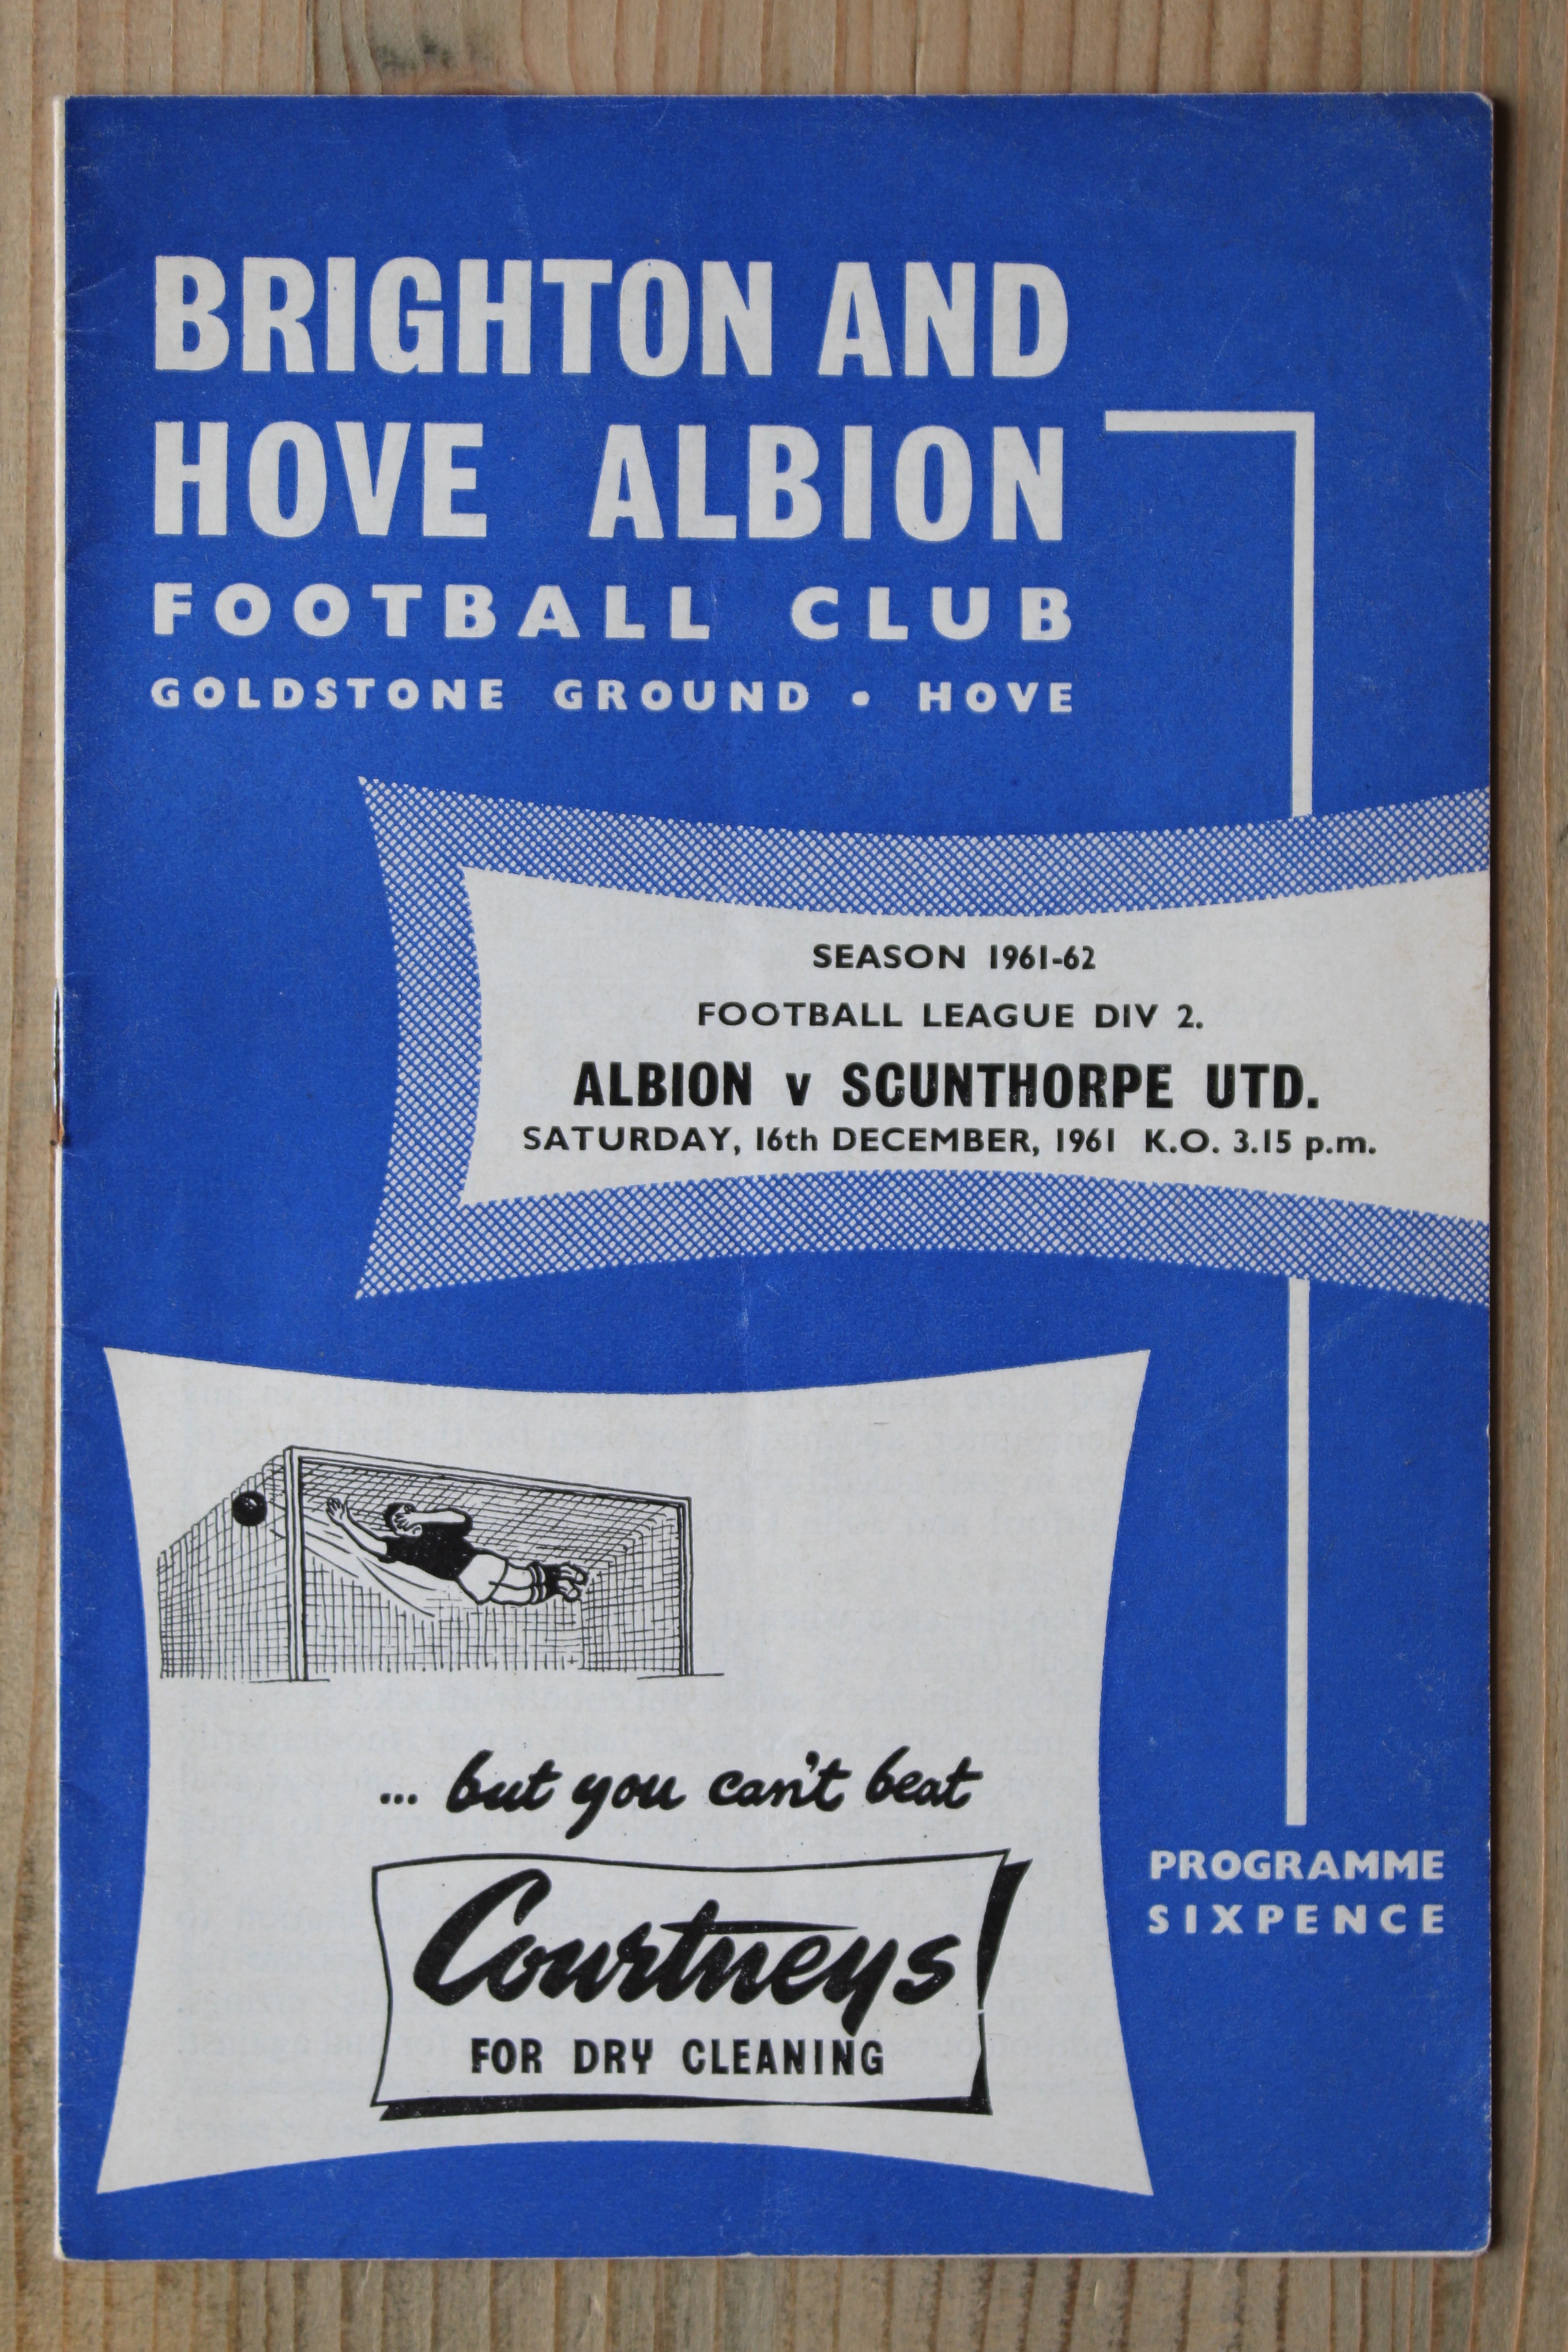 BRIGHTON AND
HOVE ALBION
FOOTBALL CLUB
GOLDSTONE GROUND • HOVE
SEASON 1961-62
FOOTBALL LEAGUE DIV 2.
ALBION v SCUNTHORPE UTD.
SATURDAY, 16th DECEMBER, 1961 K.O. 3.15 p.m.
... but you can't beat
Courtneys
FOR DRY CLEANING
PROGRAMME
SIXPENCE